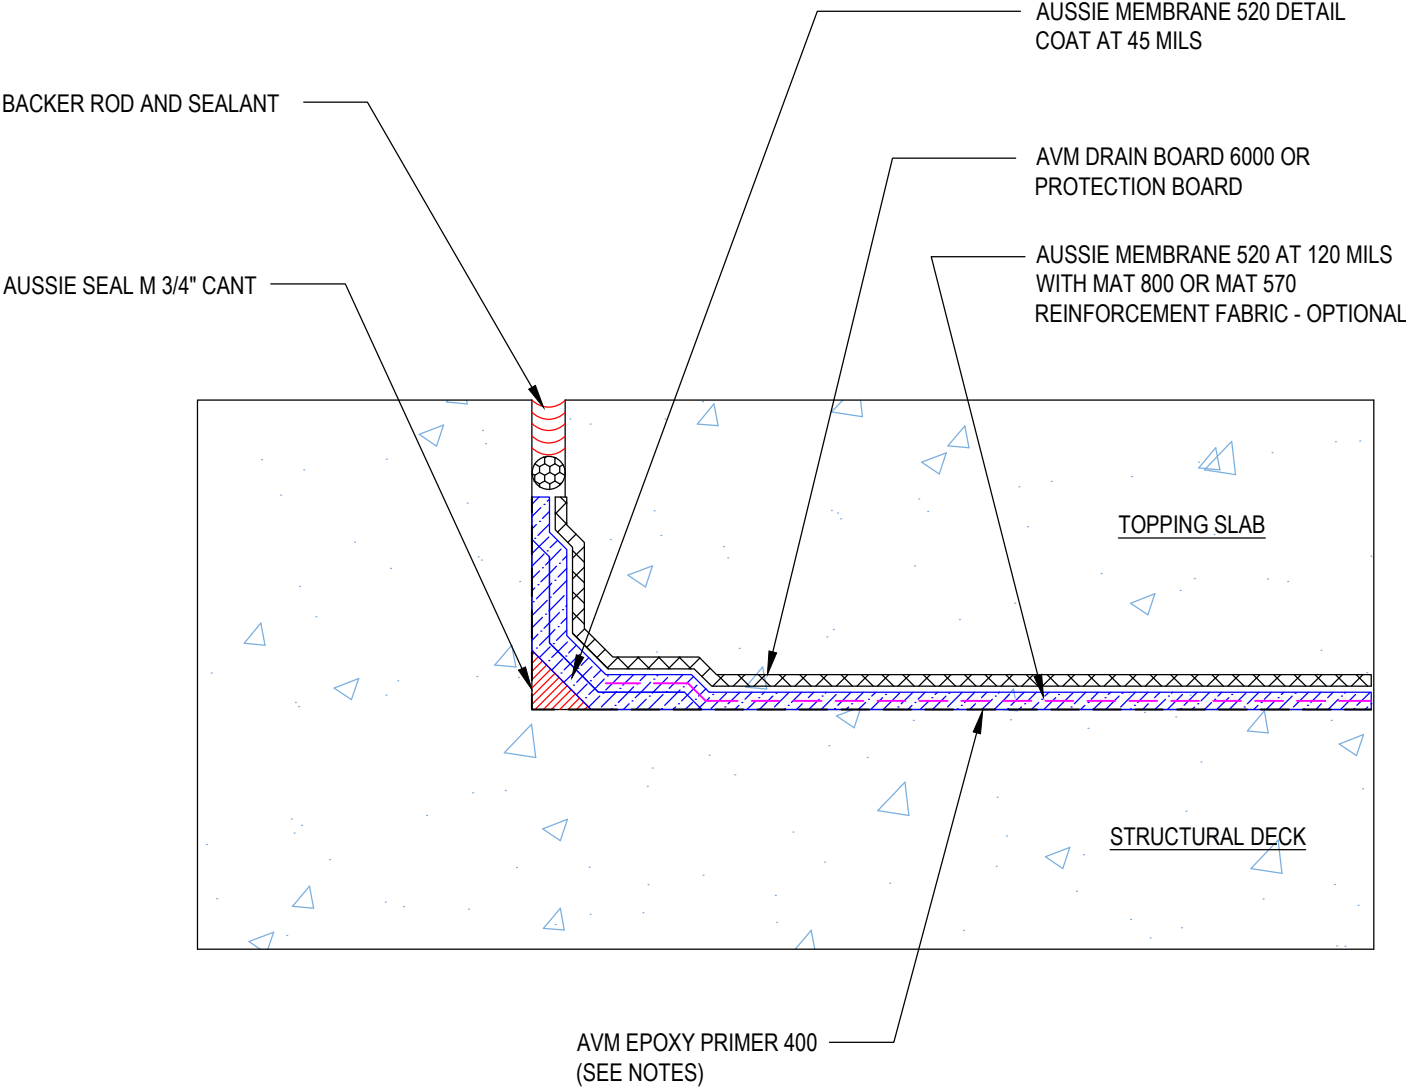 AUSSIE MEMBRANE 520 DETAIL
COAT AT 45 MILS
BACKER ROD AND SEALANT
AVM DRAIN BOARD 6000 OR
PROTECTION BOARD
AUSSIE MEMBRANE 520 AT 120 MILS
WITH MAT 800 OR MAT 570
REINFORCEMENT FABRIC - OPTIONAL
AUSSIE SEAL M 3/4" CANT
TOPPING SLAB
STRUCTURAL DECK
AVM EPOXY PRIMER 400
(SEE NOTES)